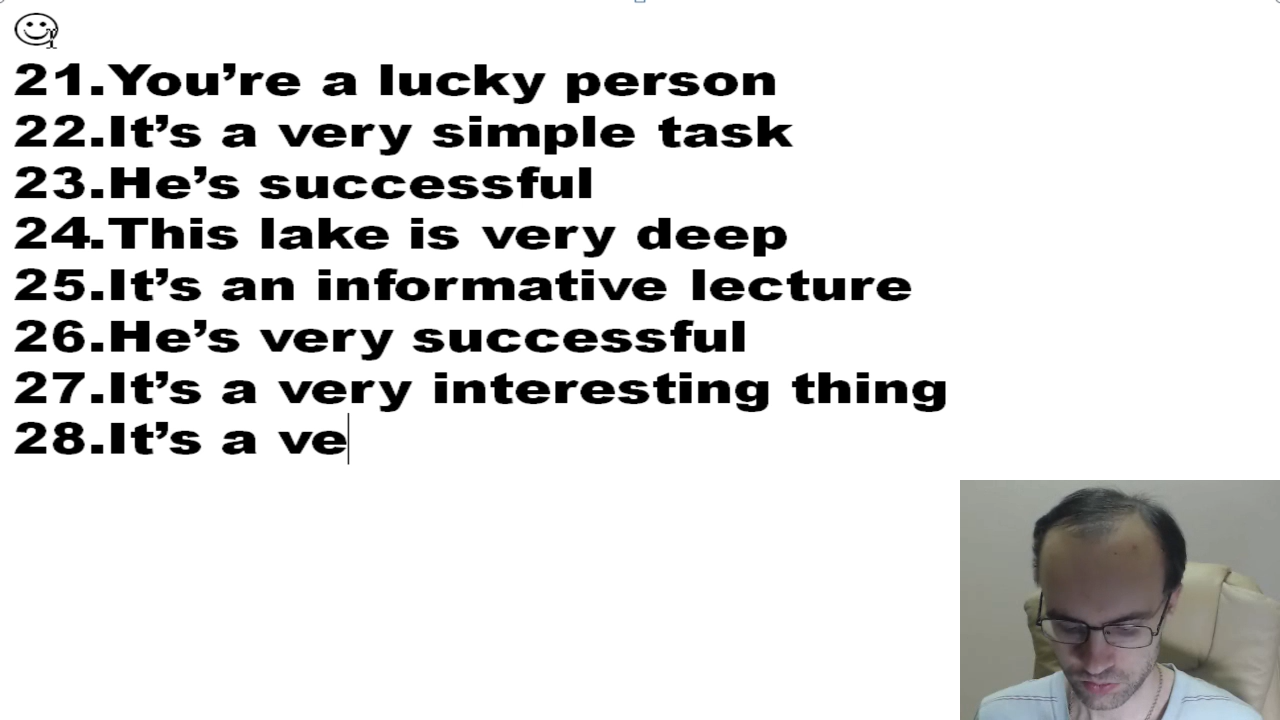 21.You’re a lucky person
22.It’s a very simple task
23.He’s successful
24.This lake is very deep
25.It’s an informative lecture
26.He’s very successful
27.It’s a very interesting thing
28.It’s a ve